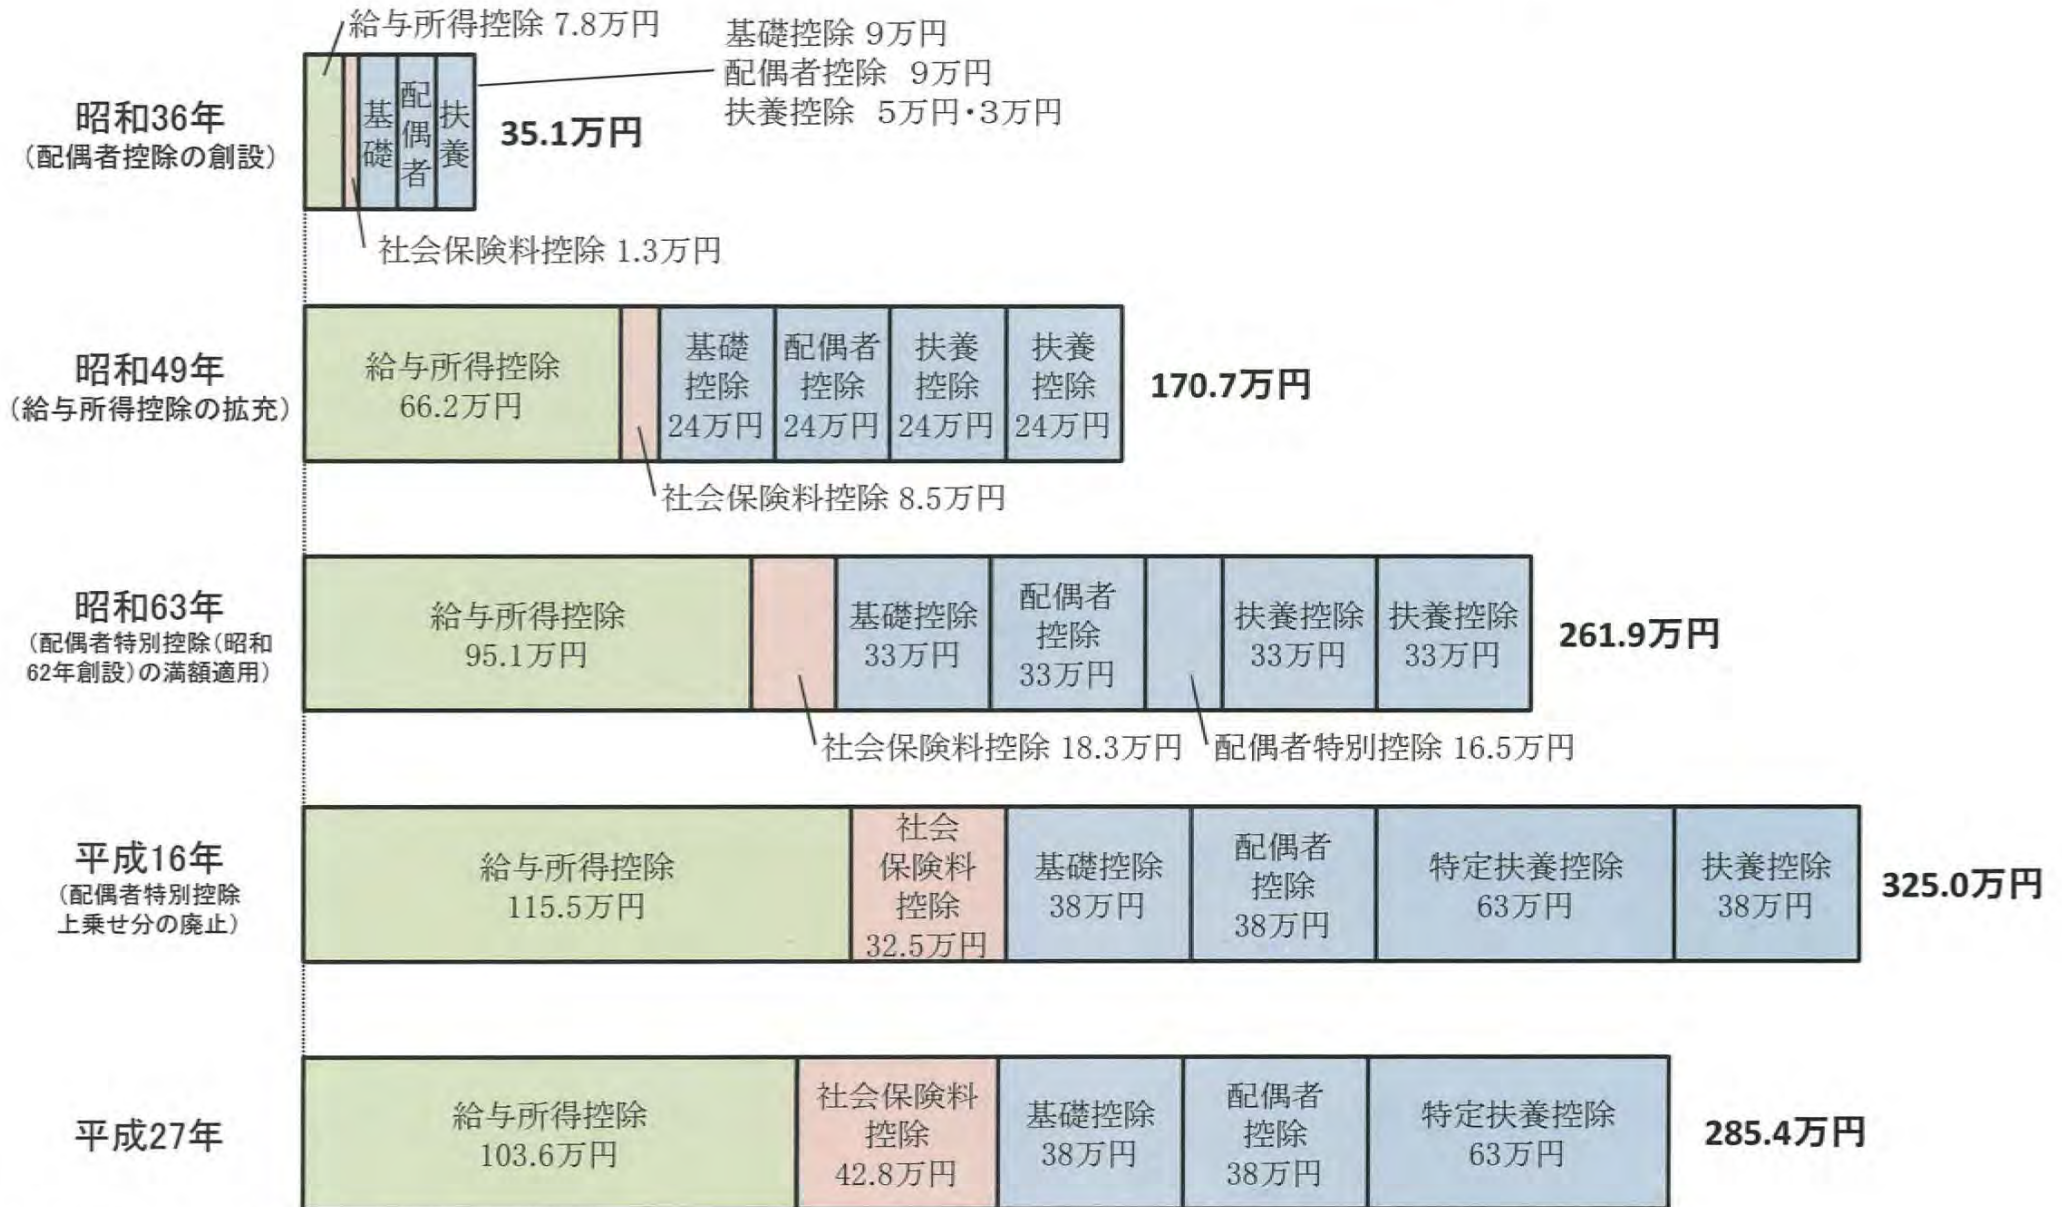 給与所得控除 7.8万円
基礎控除 9万円
配偶者控除 9万円
扶養控除 5万円・3万円
昭和36年
（配偶者控除の創設）
基礎
配偶者
扶養
35.1万円
社会保険料控除 1.3万円
昭和49年
（給与所得控除の拡充）
給与所得控除
66.2万円
基礎
控除
24万円
配偶者
控除
24万円
扶養
控除
24万円
扶養
控除
24万円
170.7万円
社会保険料控除 8.5万円
昭和63年
（配偶者特別控除（昭和
62年創設）の満額適用）
給与所得控除
95.1万円
基礎控除
33万円
配偶者
控除
33万円
扶養控除
33万円
扶養控除
33万円
261.9万円
社会保険料控除 18.3万円
配偶者特別控除 16.5万円
平成16年
（配偶者特別控除
上乗せ分の廃止）
給与所得控除
115.5万円
社会
保険料
控除
32.5万円
基礎控除
38万円
配偶者
控除
38万円
特定扶養控除
63万円
扶養控除
38万円
325.0万円
平成27年
給与所得控除
103.6万円
社会保険料
控除
42.8万円
基礎控除
38万円
配偶者
控除
38万円
特定扶養控除
63万円
285.4万円